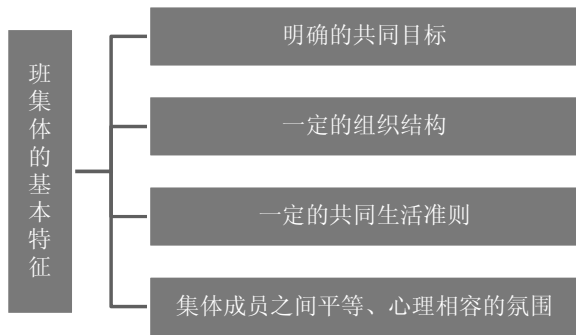 班集体的基本特征
明确的共同目标
一定的组织结构
一定的共同生活准则
集体成员之间平等、心理相容的氛围